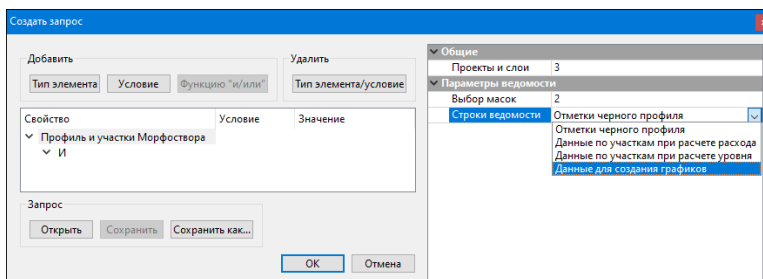 Создать запрос
Добавить
Тип элемента Условие Функцию "и/или"
Удалить
Тип элемента/условие
Свойство Условие Значение
Профиль и участки Морфоствора
И
Запрос
Открыть Сохранить Сохранить как...
ОК Отмена
Общие
Проекты и слои 3
Параметры ведомости
Выбор масок 2
Строки ведомости Отметки черного профиля
Отметки черного профиля
Данные по участкам при расчете расхода
Данные по участкам при расчете уровня
Данные для создания графиков